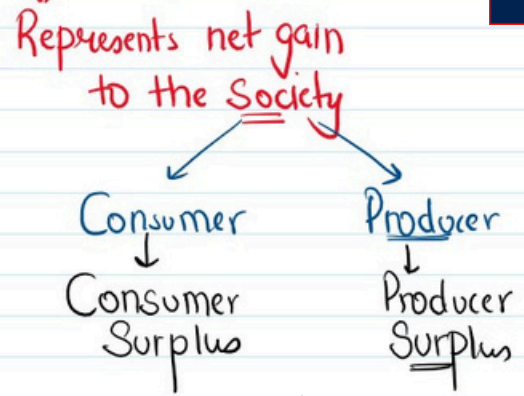 Represents net gain
to the Society
Consumer Producer
Consumer Producer
Surplus Surplus